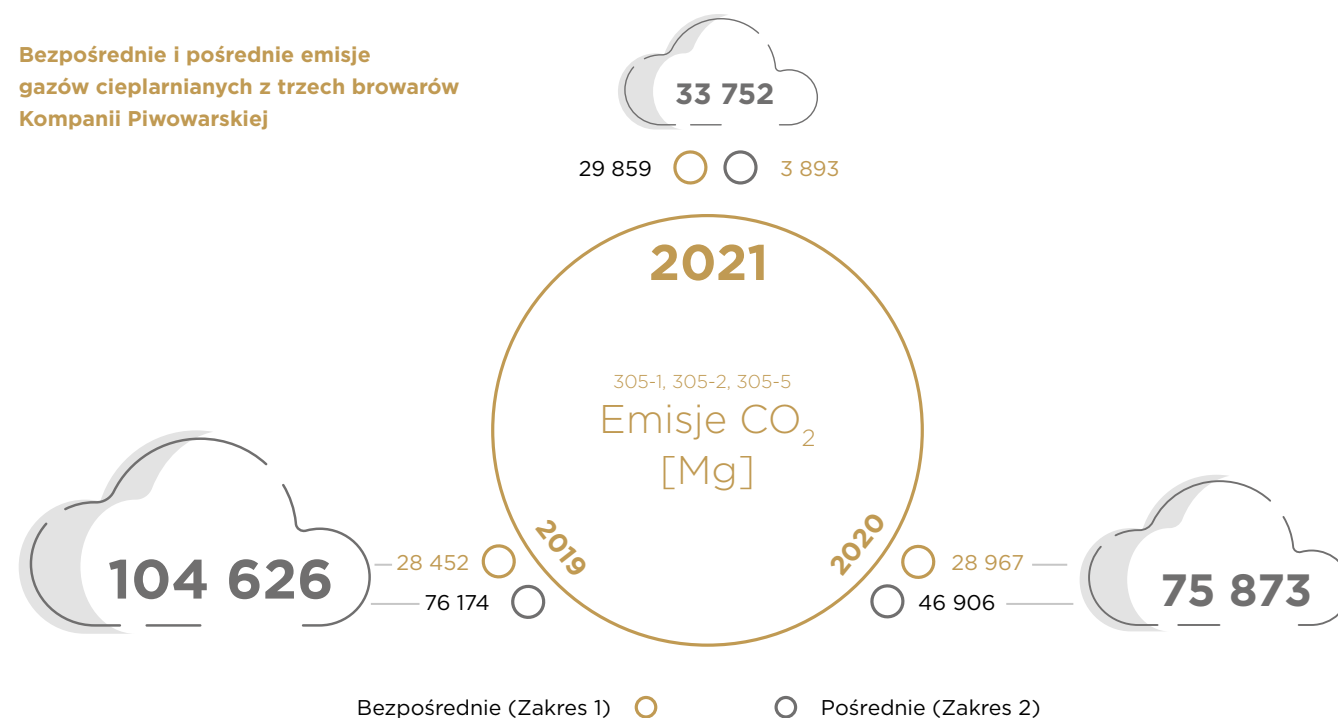 Bezpośrednie i pośrednie emisje
gazów cieplarnianych z trzech browarów
Kompanii Piwowarskiej
33 752
29 859
3 893
2021
305-1, 305-2, 305-5
Emisje CO₂
[Mg]
2019
2020
104 626
28 452
76 174
28 967
46 906
75 873
Bezpośrednie (Zakres 1)
Pośrednie (Zakres 2)